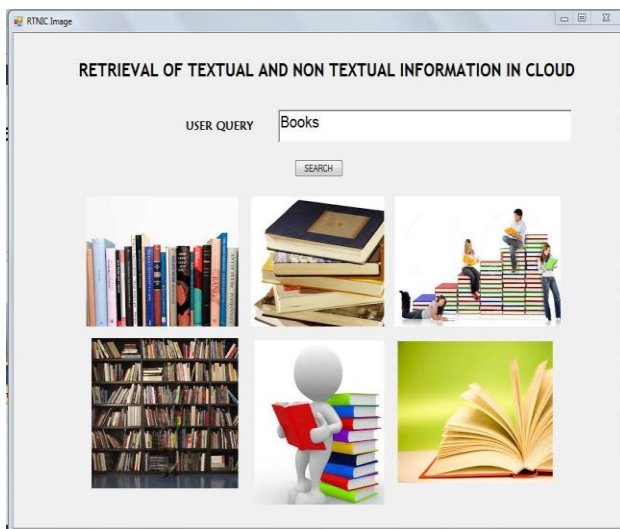 RTNIC Image
RETRIEVAL OF TEXTUAL AND NON TEXTUAL INFORMATION IN CLOUD
USER QUERY
Books
SEARCH